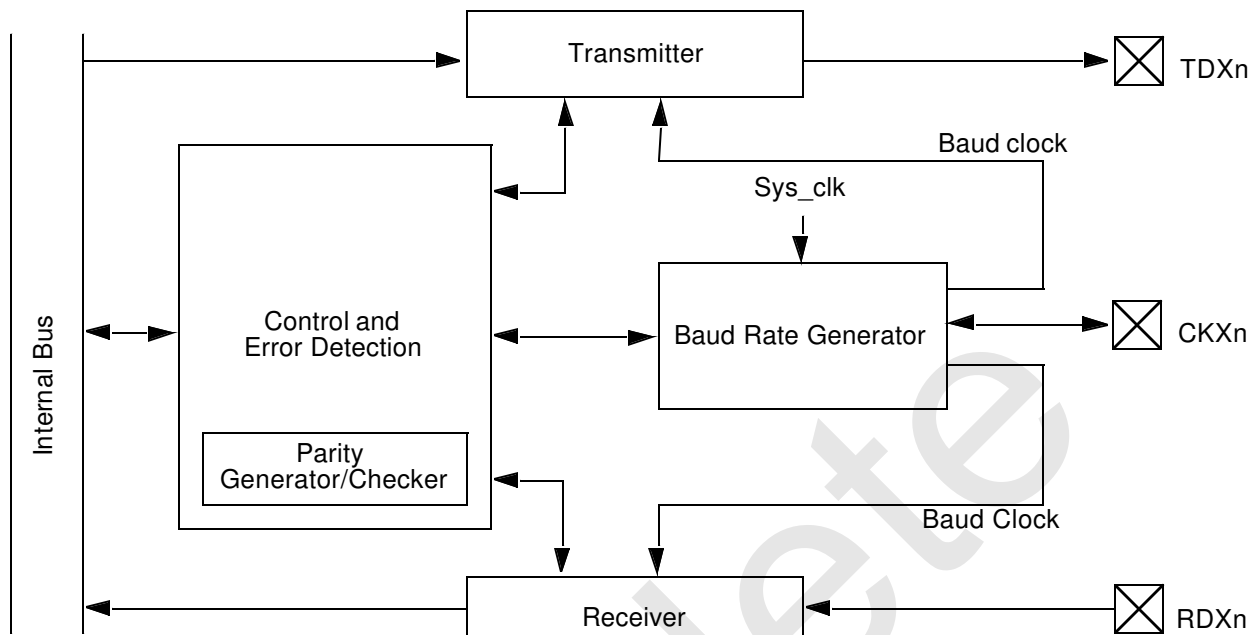 Transmitter
TDXn
Baud clock
Sys_clk
Internal Bus
Control and
Error Detection
Baud Rate Generator
CKXn
Parity
Generator/Checker
Baud Clock
Receiver
RDXn
lete